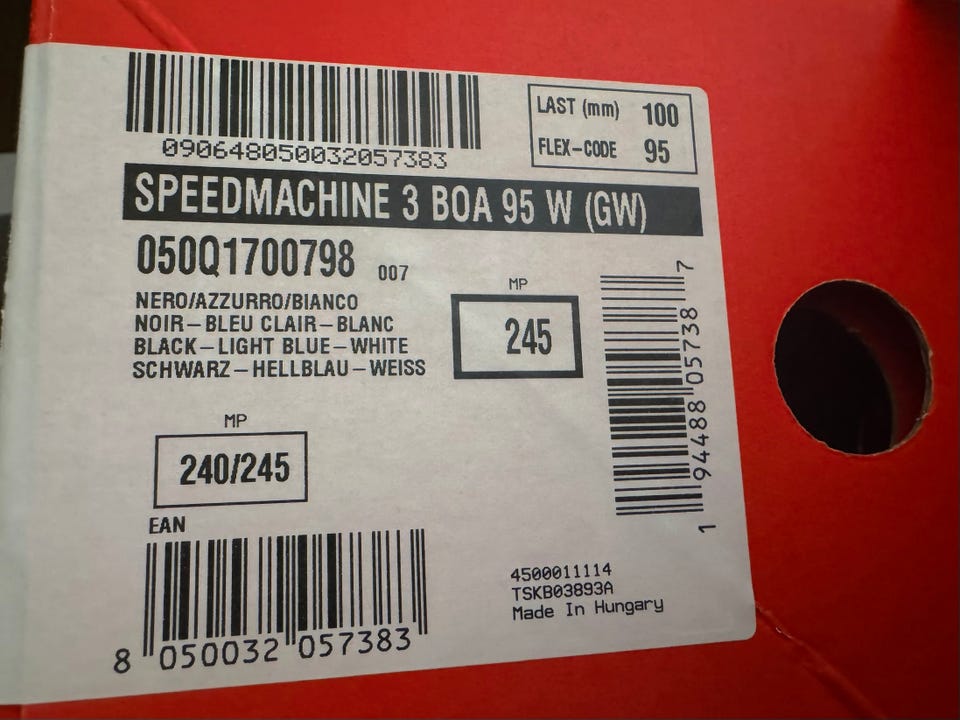 090648050032057383
LAST (mm) 100
FLEX-CODE 95
SPEEDMACHINE 3 BOA 95 W (GW)
050Q1700798 007
NERO/AZZURRO/BIANCO
NOIR-BLEU CLAIR-BLANC
BLACK-LIGHT BLUE-WHITE
SCHWARZ-HELLBLAU-WEISS
MP
245
1 94488 05738 7
MP
240/245
EAN
8 050032 057383
4500011114
TSKB03893A
Made In Hungary